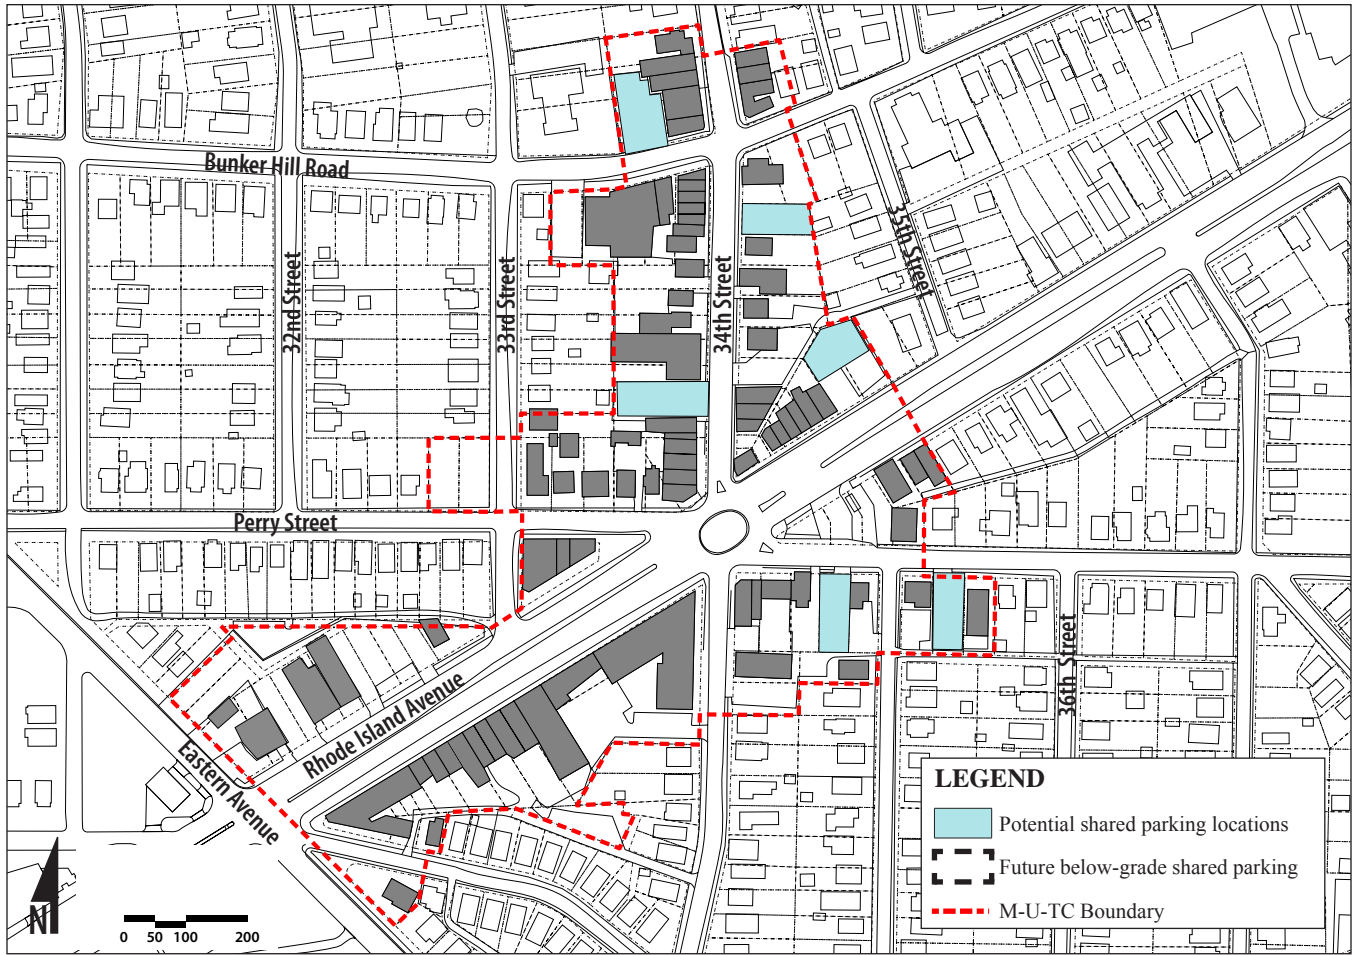 Bunker Hill Road
35th Street
32nd Street
33rd Street
34th Street
Perry Street
36th Street
Rhode Island Avenue
Eastern Avenue
LEGEND
Potential shared parking locations
Future below-grade shared parking
M-U-TC Boundary
N
0 50 100 200